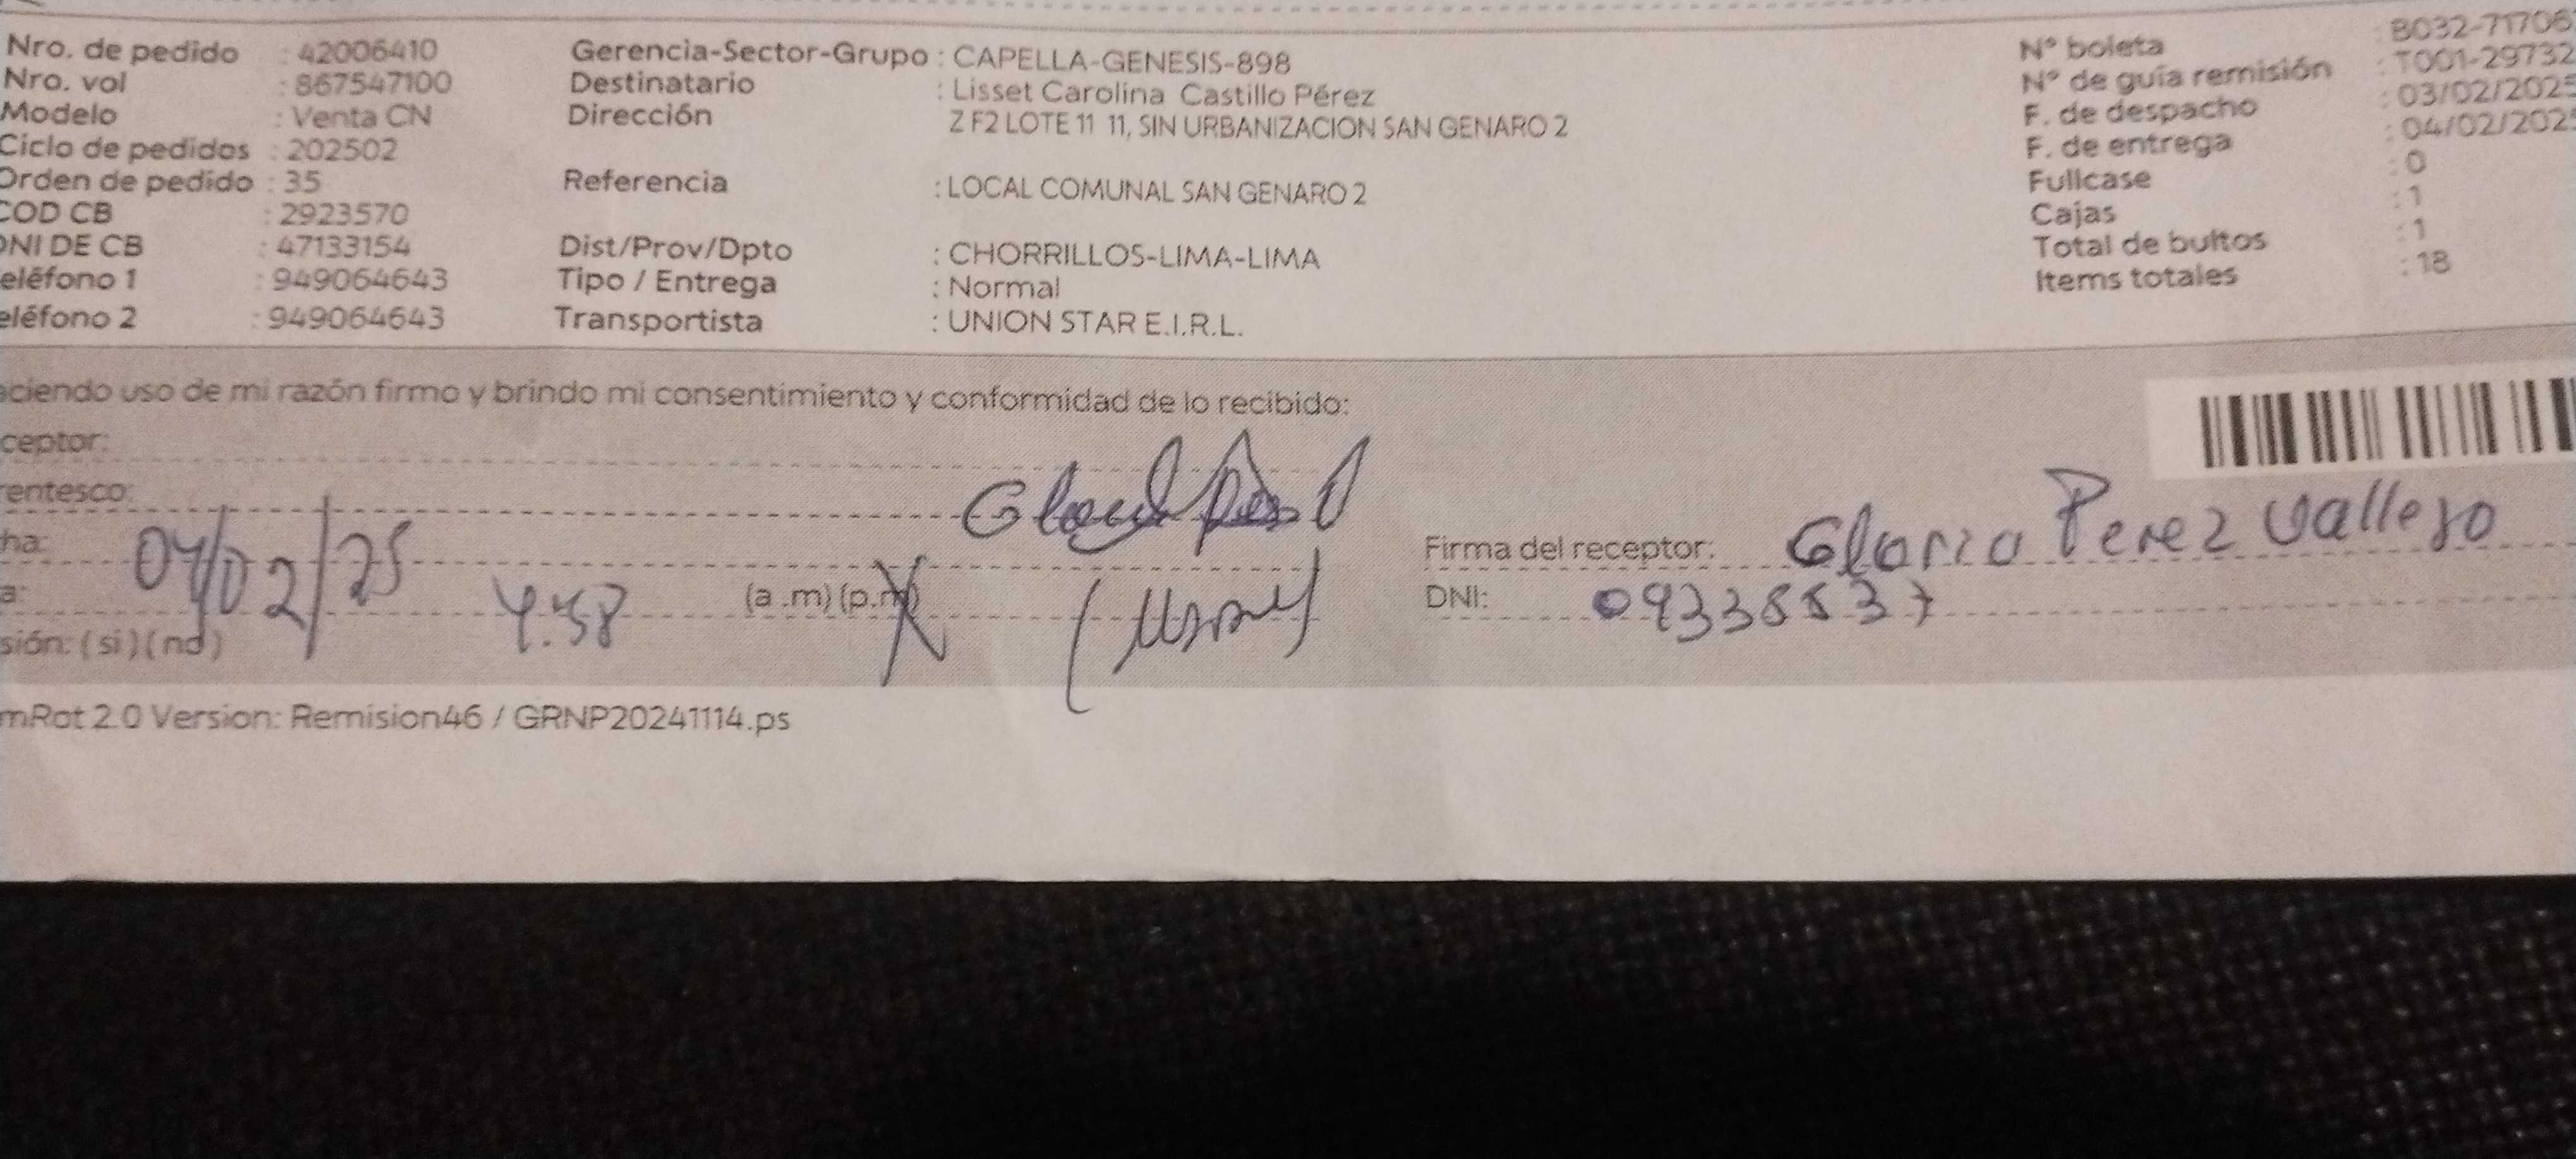 Nro. de pedido : 42006410 Gerencia-Sector-Grupo : CAPELLA-GENESIS-898 N° boleta : B032-71706
Nro. vol : 867547100 Destinatario : Lisset Carolina Castillo Pérez N° de guía remisión : T001-29732
Modelo : Venta CN Dirección Z F2 LOTE 11 11, SIN URBANIZACION SAN GENARO 2 F. de despacho : 03/02/2025
Ciclo de pedidos : 202502 F. de entrega : 04/02/2025
Orden de pedido : 35 Referencia : LOCAL COMUNAL SAN GENARO 2 Fullcase : 0
COD CB : 2923570 Cajas : 1
DNI DE CB : 47133154 Dist/Prov/Dpto : CHORRILLOS-LIMA-LIMA Total de bultos : 1
eléfono 1 : 949064643 Tipo / Entrega : Normal Items totales : 18
eléfono 2 : 949064643 Transportista : UNION STAR E.I.R.L.
aciendo uso de mi razón firmo y brindo mi consentimiento y conformidad de lo recibido:
ceptor:
rentesco:
ha: 04/02/25 Firma del receptor: Gloria Perez Vallejo
a: 4.58 (a .m) (p.m) DNI:
sión: ( si ) ( no )
mRot 2.0 Version: Remision46 / GRNP20241114.ps